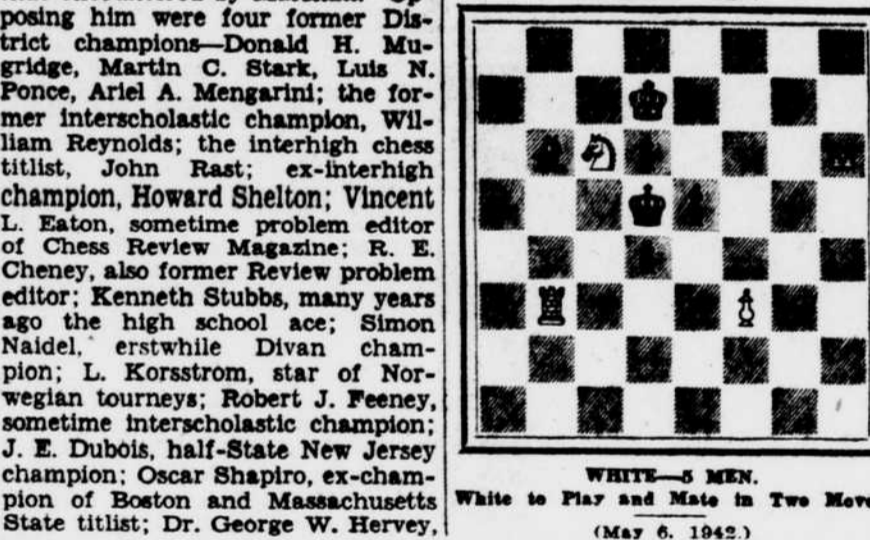 posing him were four former Dis-
trict champions—Donald H. Mu-
gridge, Martin C. Stark, Luis N.
Ponce, Ariel A. Mengarini; the for-
mer interscholastic champion, Wil-
liam Reynolds; the interhigh chess
titlist, John Rast; ex-interhigh
champion, Howard Shelton; Vincent
L. Eaton, sometime problem editor
of Chess Review Magazine; R. E.
Cheney, also former Review problem
editor; Kenneth Stubbs, many years
ago the high school ace; Simon
Naidel, erstwhile Divan cham-
pion; L. Korsstrom, star of Nor-
wegian tourneys; Robert J. Feeney,
sometime interscholastic champion;
J. E. Dubois, half-State New Jersey
champion; Oscar Shapiro, ex-cham-
pion of Boston and Massachusetts
State titlist; Dr. George W. Hervey,
WHITE—5 MEN.
White to Play and Mate in Two Move
(May 6, 1942.)